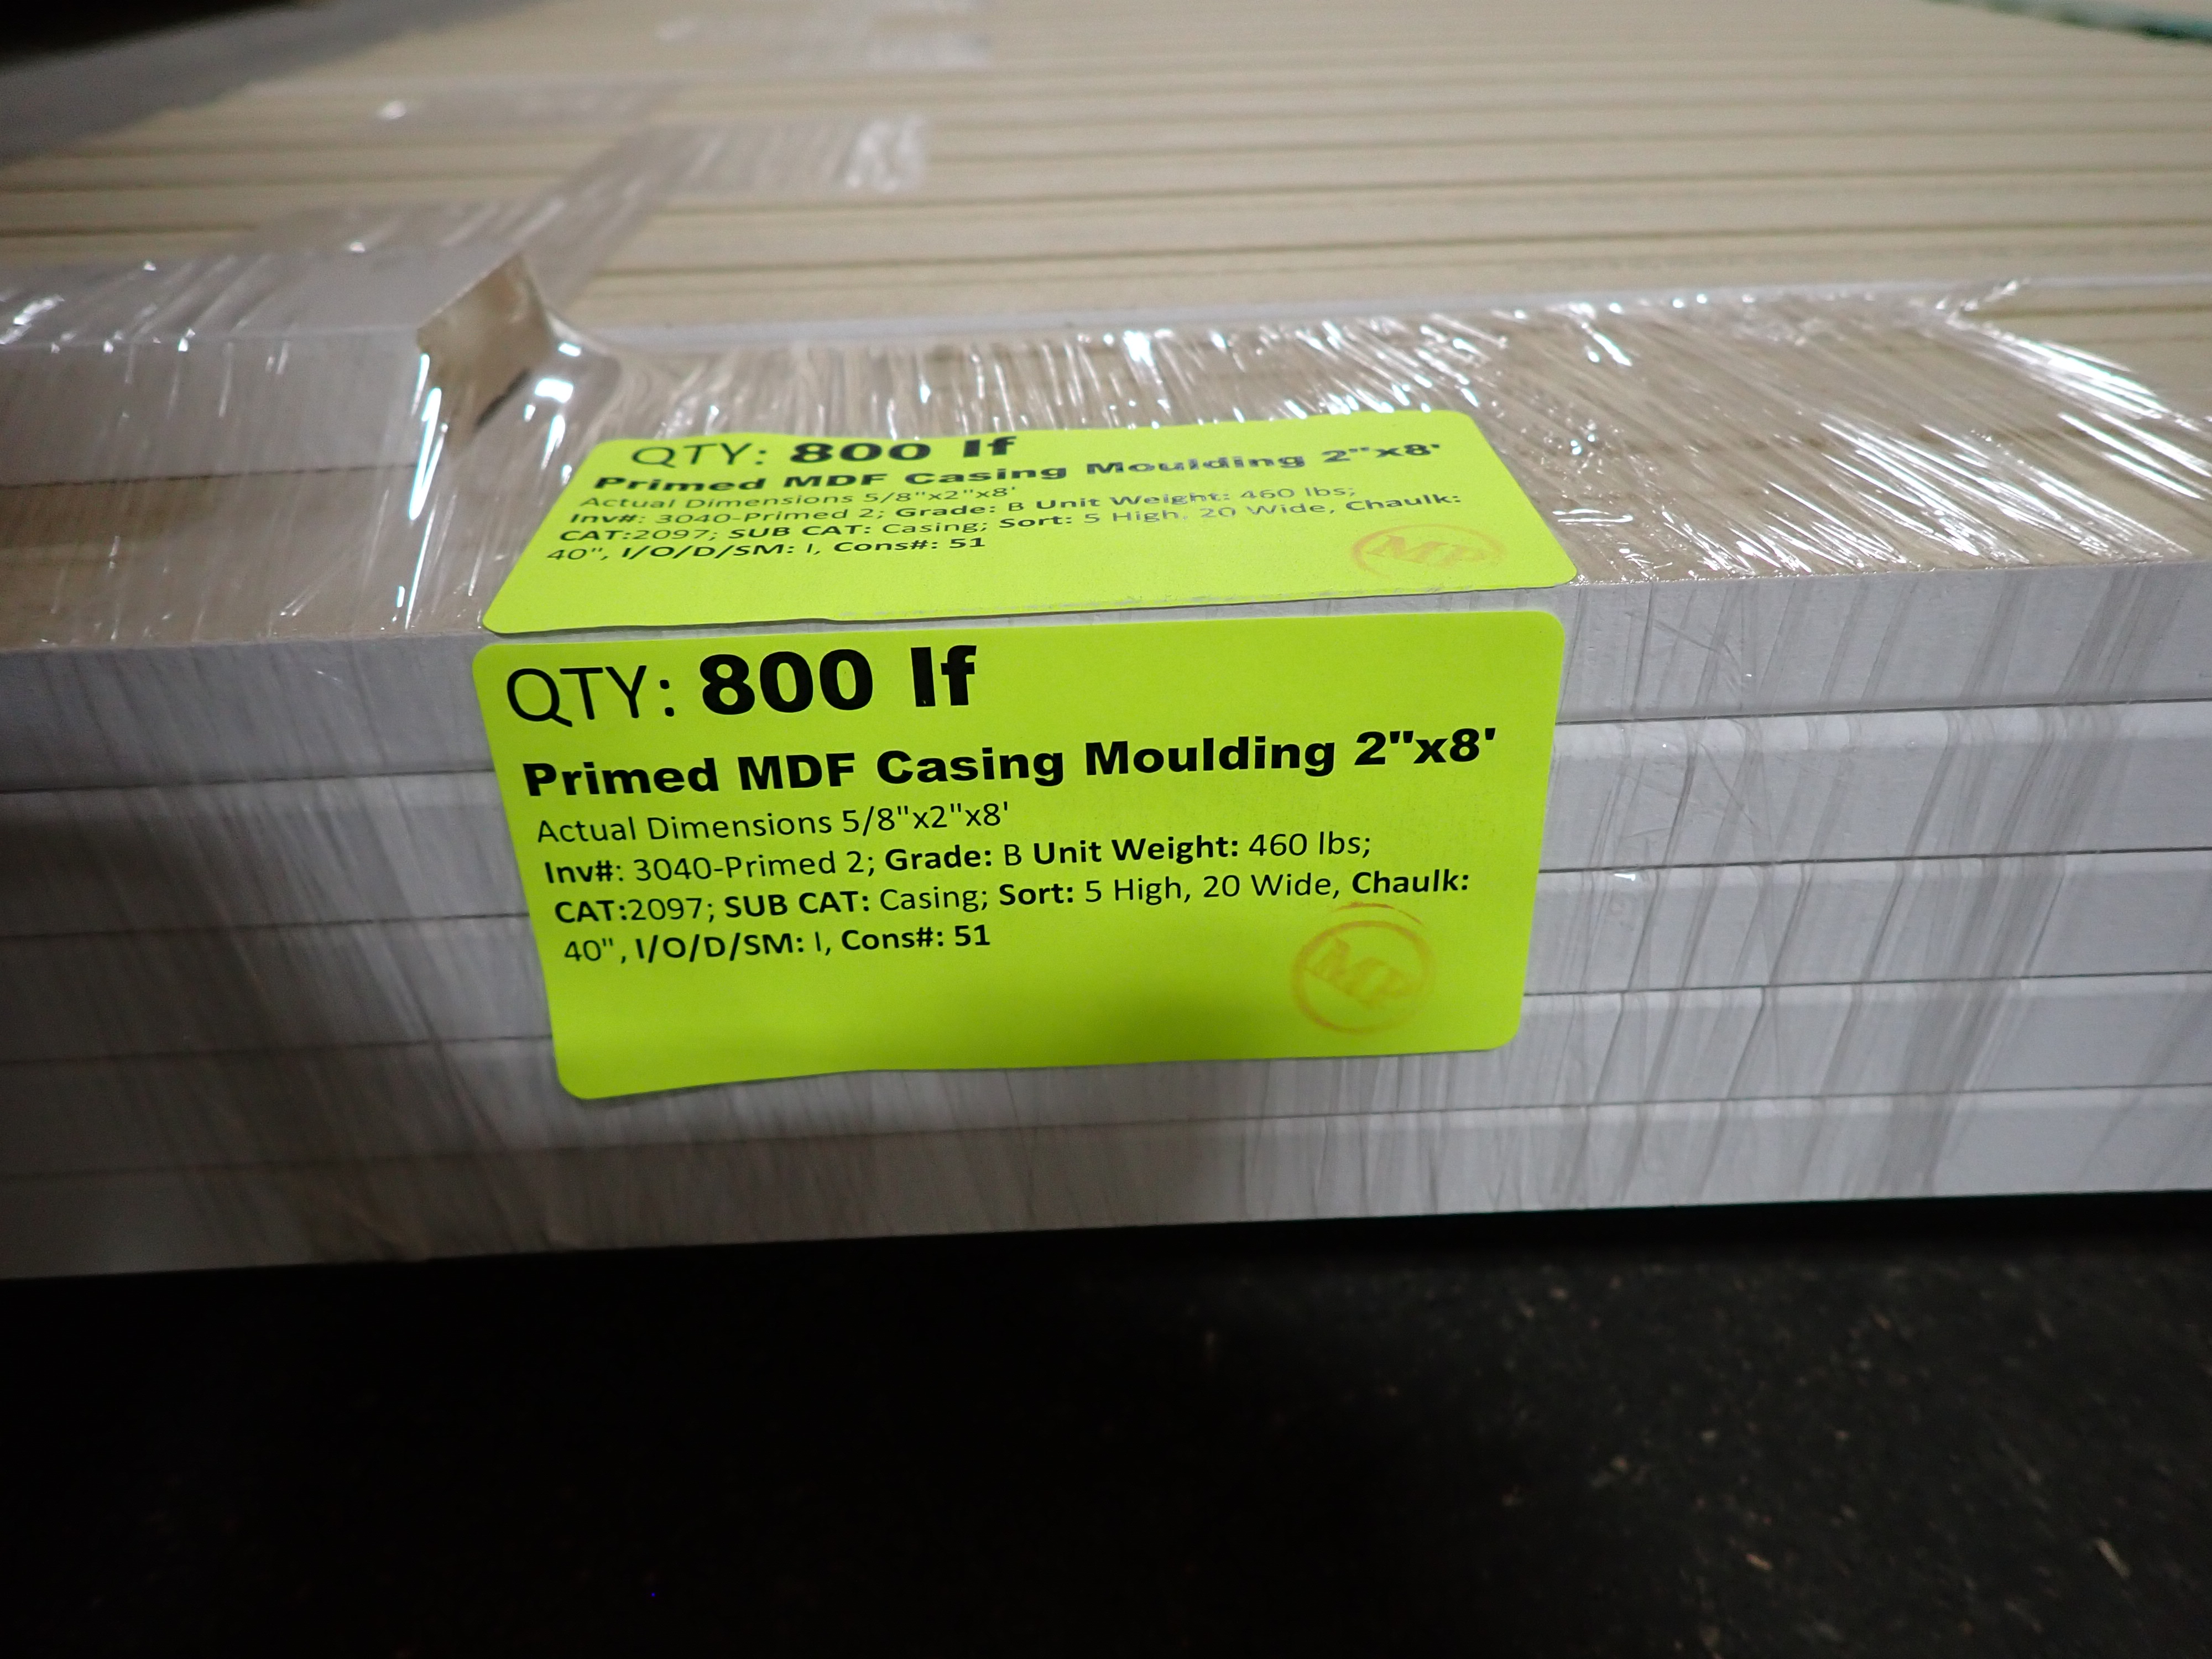 QTY: 800 lf
Primed MDF Casing Moulding 2"x8'
Actual Dimensions 5/8"x2"x8'
Inv#: 3040-Primed 2; Grade: B Unit Weight: 460 lbs;
CAT:2097; SUB CAT: Casing; Sort: 5 High, 20 Wide, Chaulk:
40", I/O/D/SM: I, Cons#: 51
MP
QTY: 800 lf
Primed MDF Casing Moulding 2"x8'
Actual Dimensions 5/8"x2"x8'
Inv#: 3040-Primed 2; Grade: B Unit Weight: 460 lbs;
CAT:2097; SUB CAT: Casing; Sort: 5 High, 20 Wide, Chaulk:
40", I/O/D/SM: I, Cons#: 51
MP